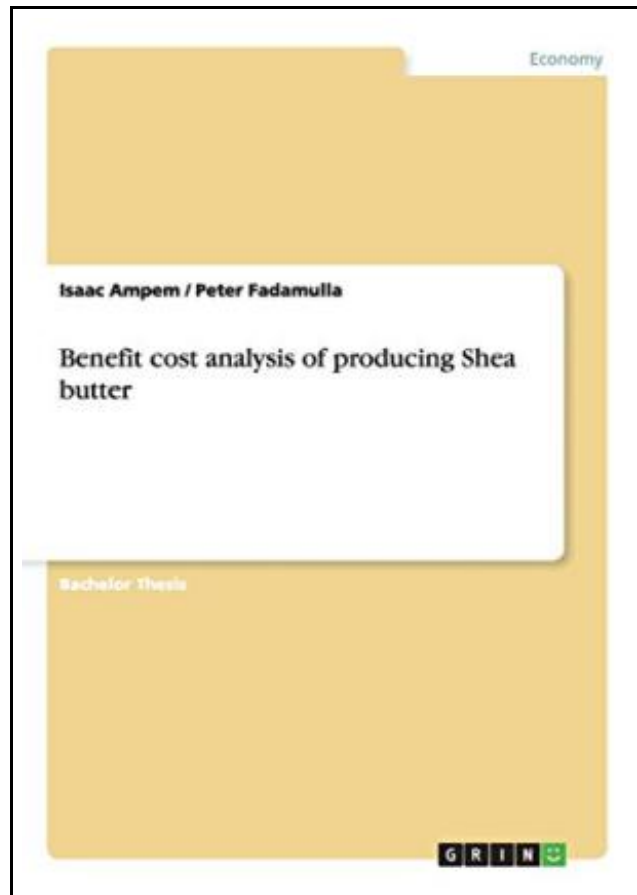 Economy
Isaac Ampem / Peter Fadamulla
Benefit cost analysis of producing Shea
butter
Bachelor Thesis
GRIN